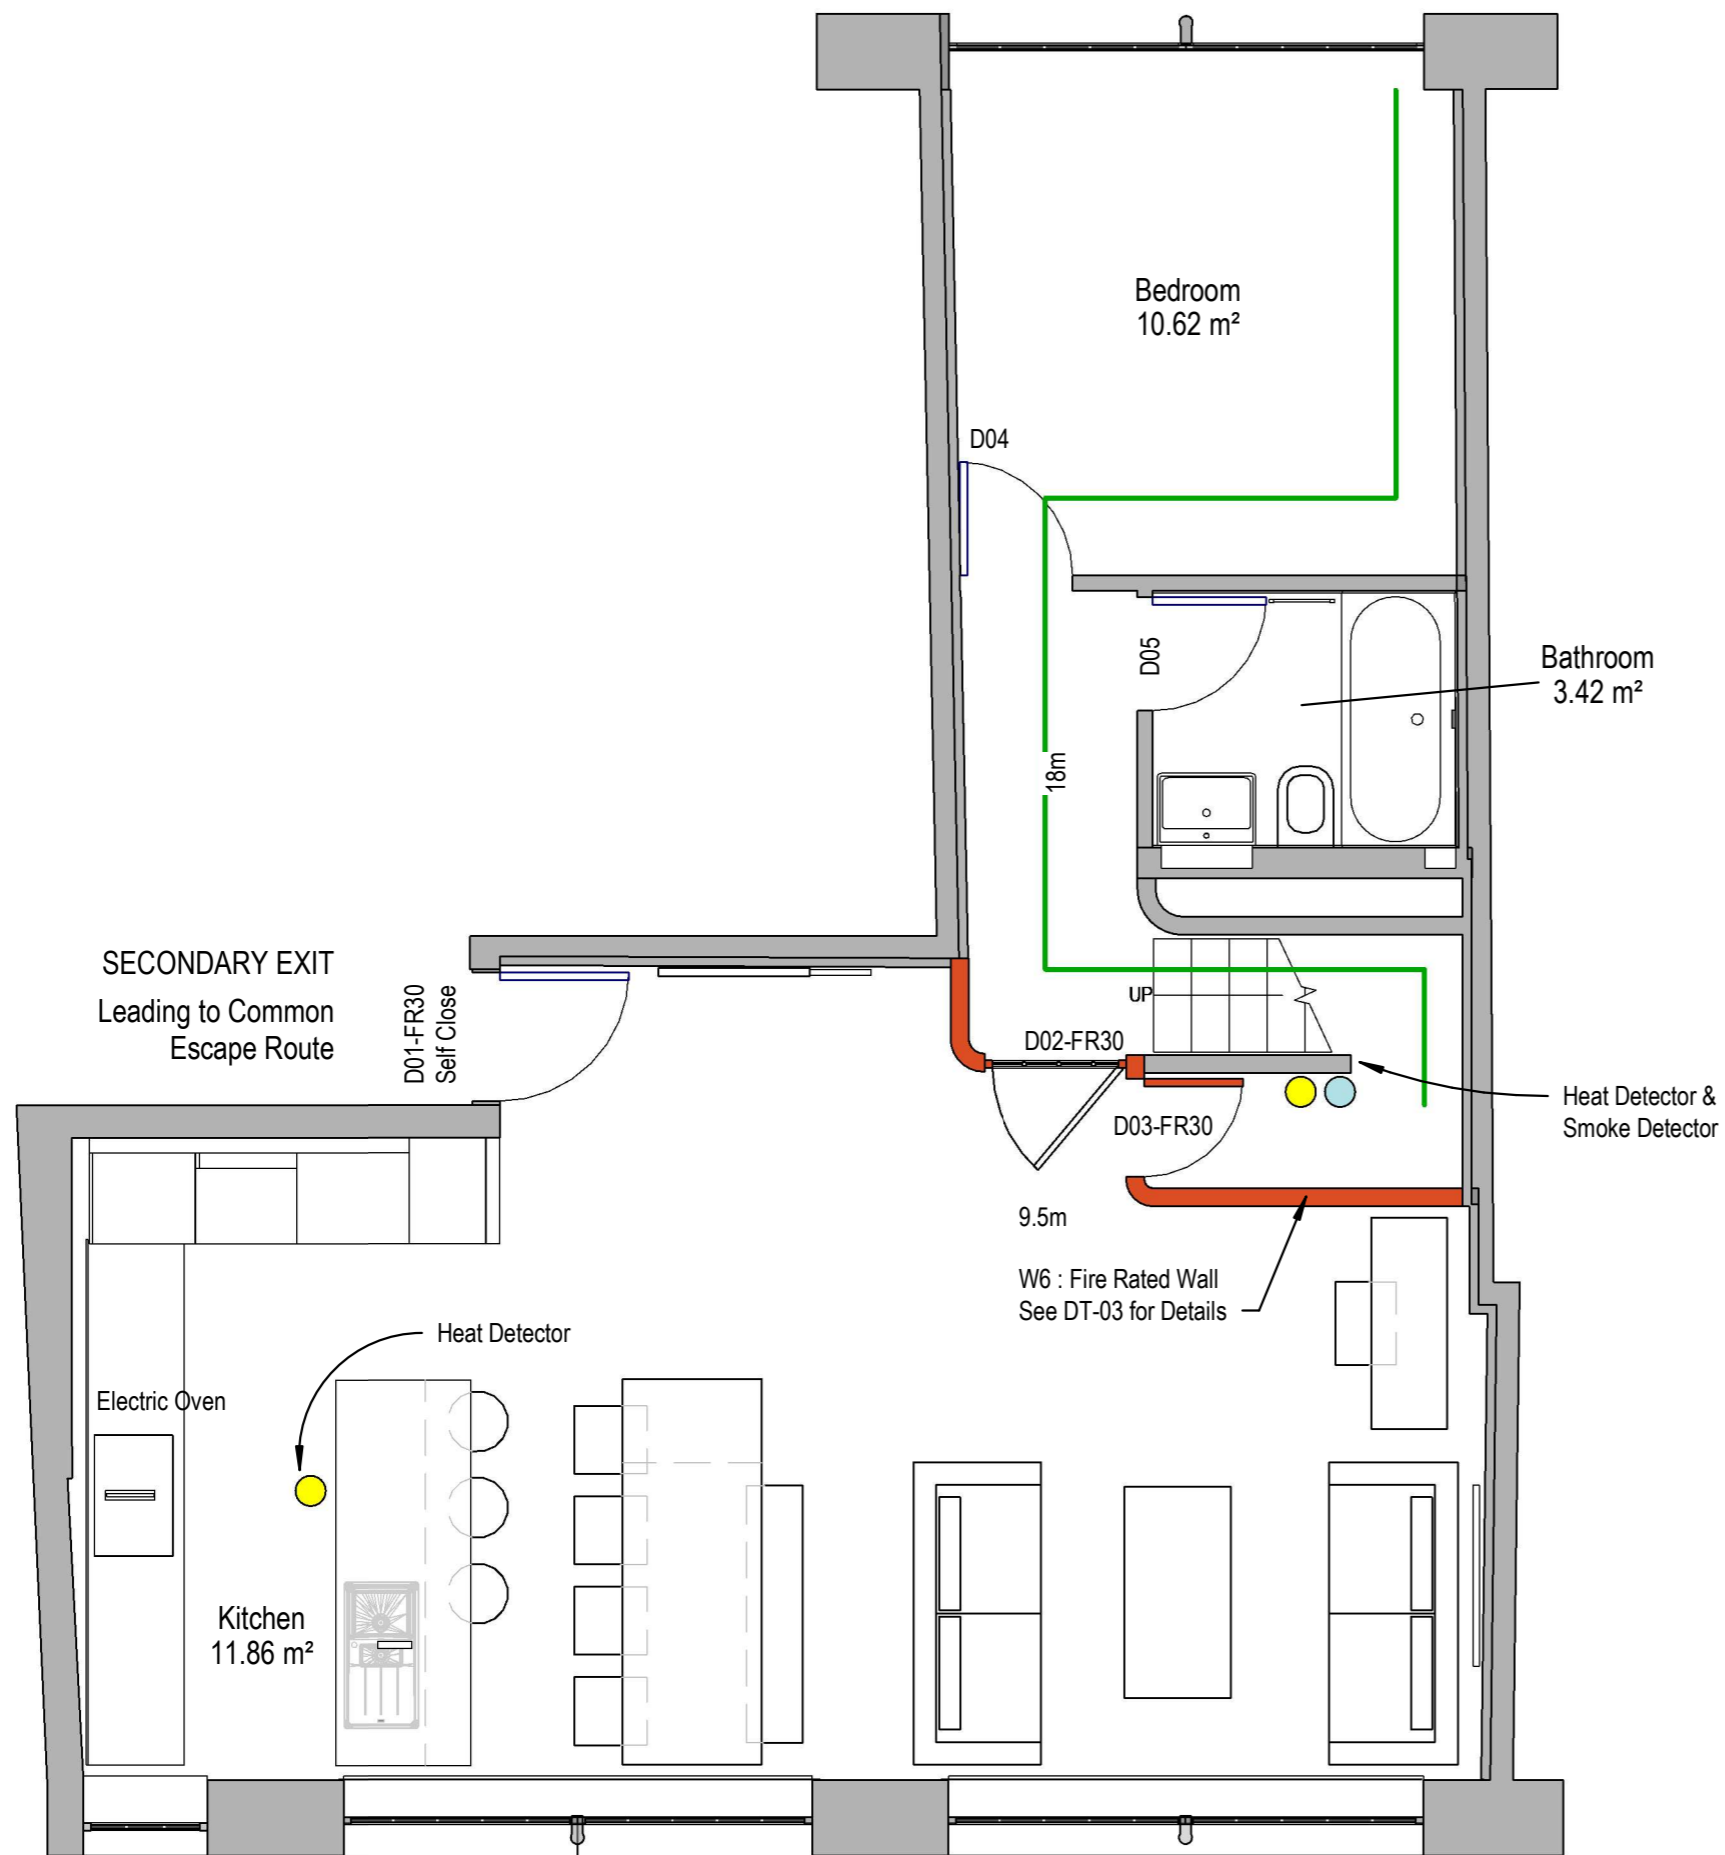 Bedroom
10.62 m²
D04
D05
Bathroom
3.42 m²
18m
SECONDARY EXIT
Leading to Common
Escape Route
D01-FR30
Self Close
UP
D02-FR30
Heat Detector &
Smoke Detector
D03-FR30
9.5m
W6 : Fire Rated Wall
See DT-03 for Details
Heat Detector
Electric Oven
Kitchen
11.86 m²